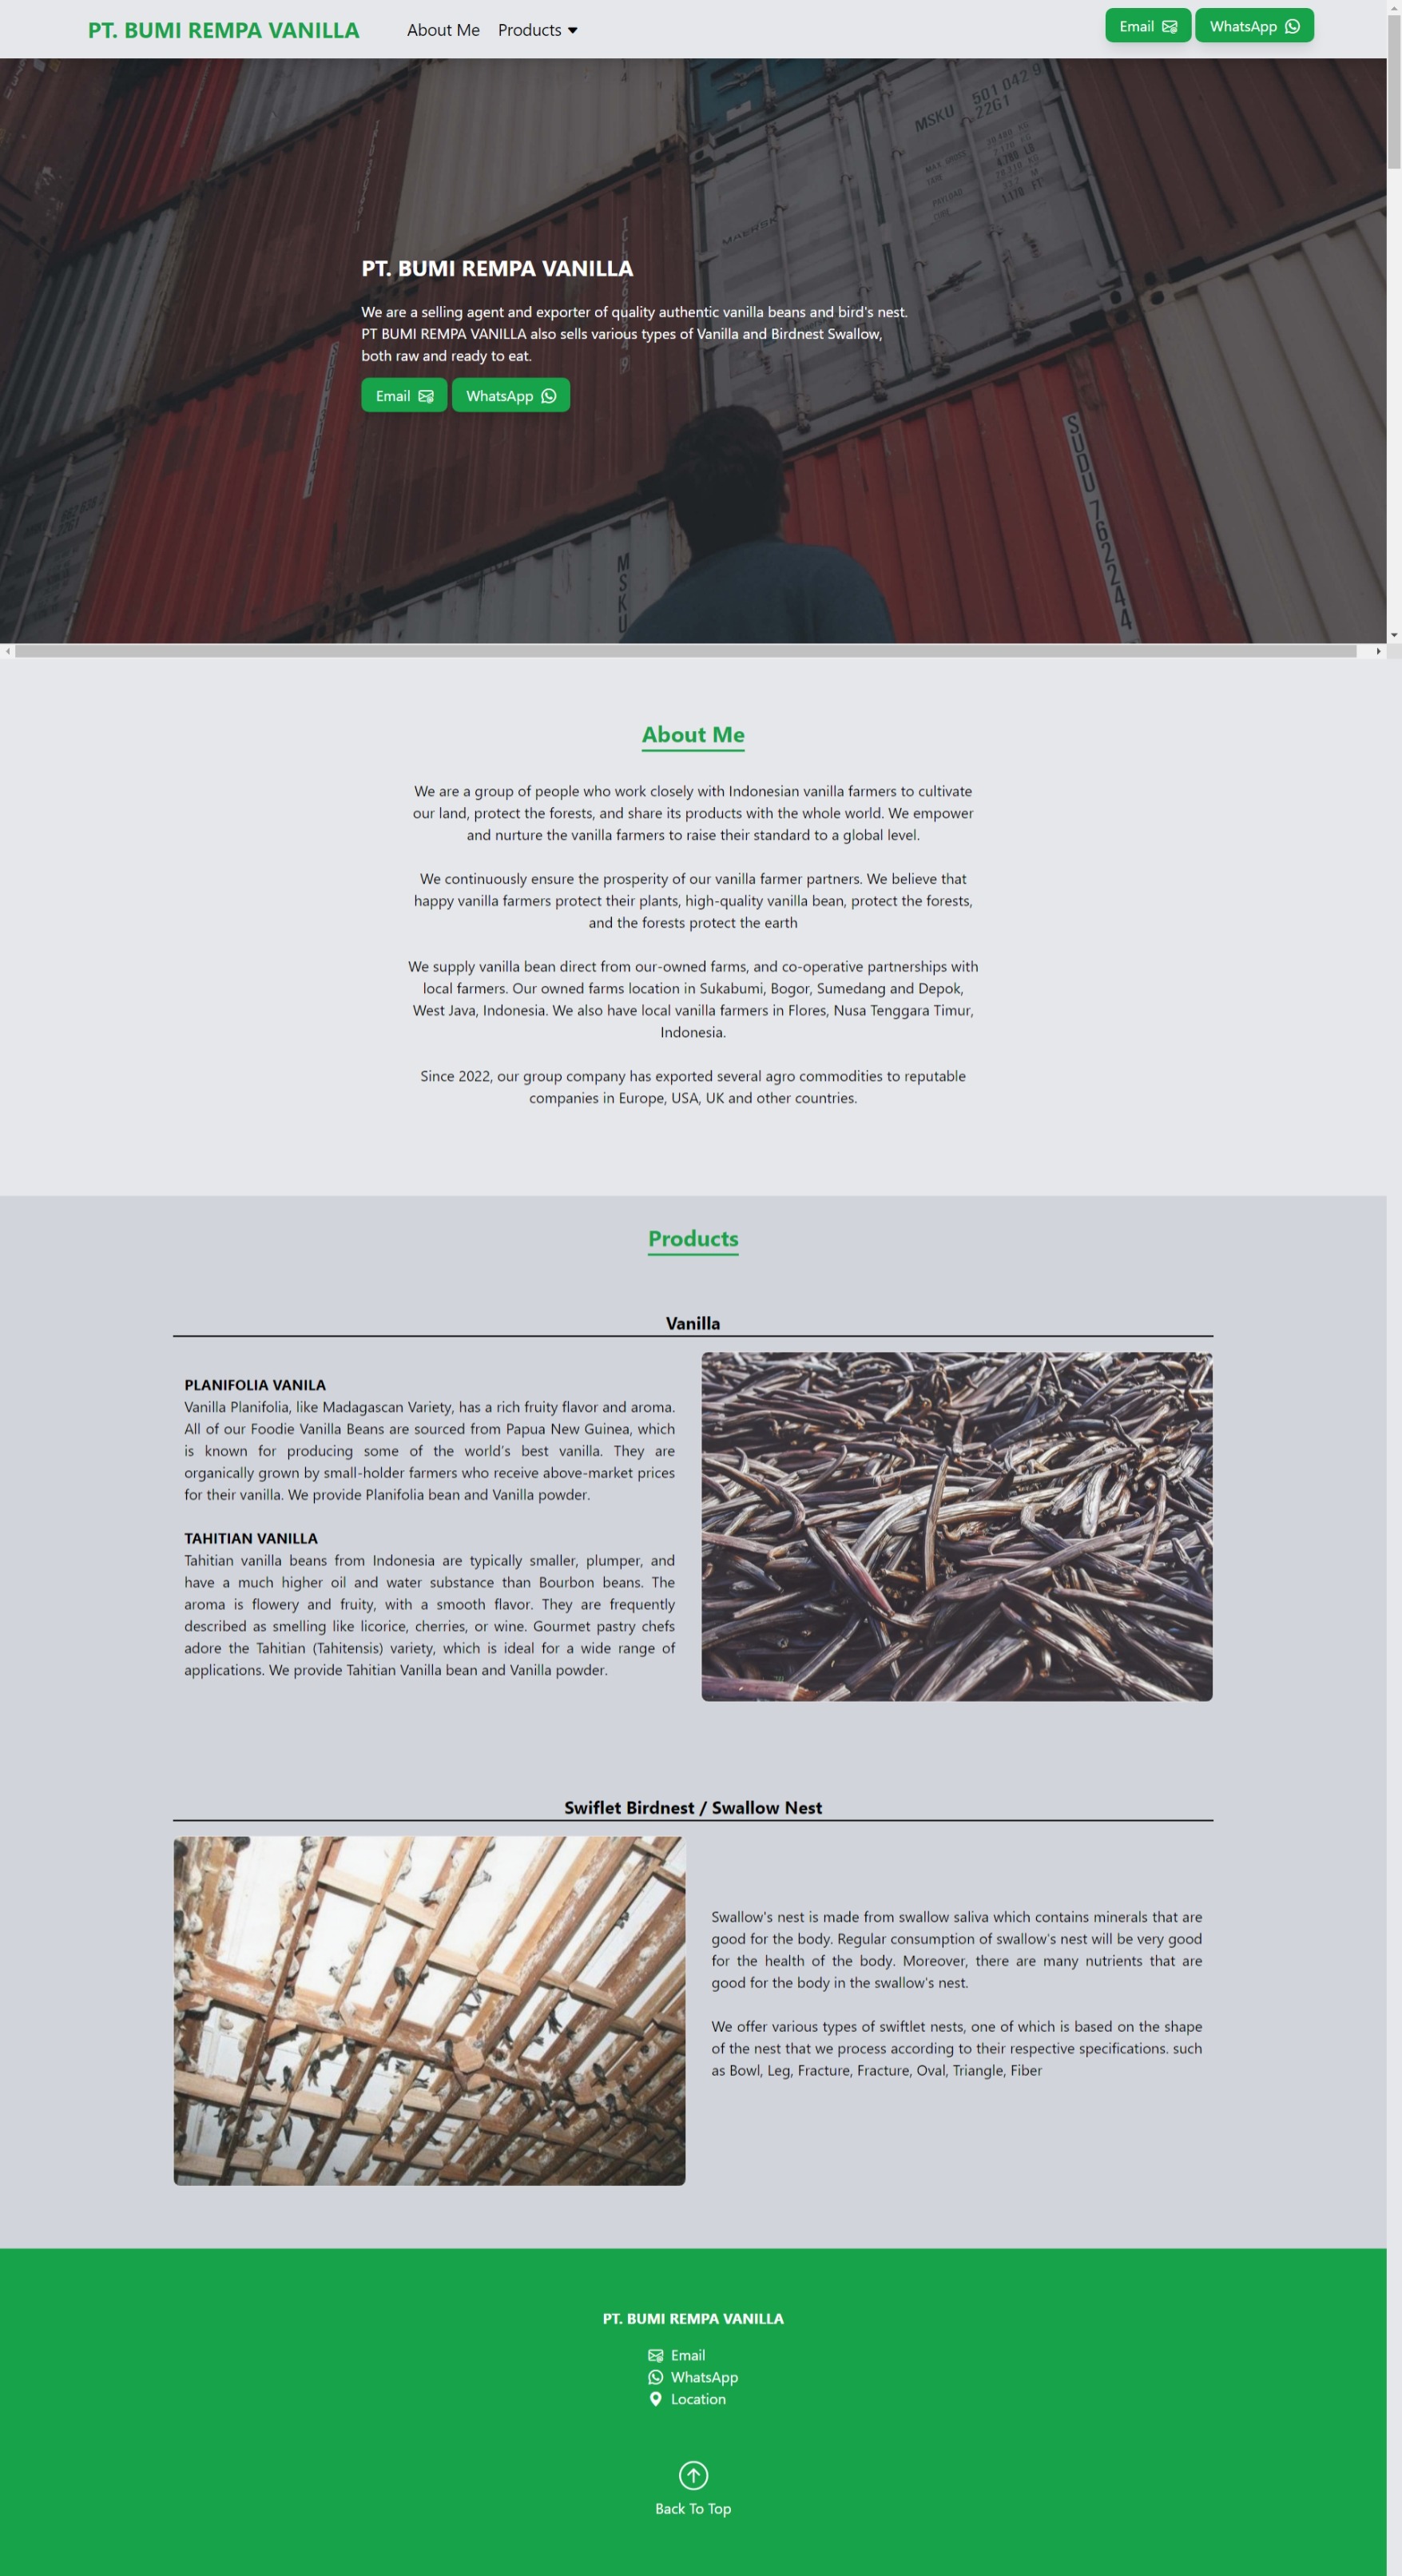 PT. BUMI REMPA VANILLA
About Me
Products
Email
WhatsApp
MSKU 501 042 9
22G1
MAERSK
SUDU 762244
MSKU
PT. BUMI REMPA VANILLA
We are a selling agent and exporter of quality authentic vanilla beans and bird's nest.
PT BUMI REMPA VANILLA also sells various types of Vanilla and Birdnest Swallow,
both raw and ready to eat.
Email
WhatsApp
About Me
We are a group of people who work closely with Indonesian vanilla farmers to cultivate
our land, protect the forests, and share its products with the whole world. We empower
and nurture the vanilla farmers to raise their standard to a global level.
We continuously ensure the prosperity of our vanilla farmer partners. We believe that
happy vanilla farmers protect their plants, high-quality vanilla bean, protect the forests,
and the forests protect the earth
We supply vanilla bean direct from our-owned farms, and co-operative partnerships with
local farmers. Our owned farms location in Sukabumi, Bogor, Sumedang and Depok,
West Java, Indonesia. We also have local vanilla farmers in Flores, Nusa Tenggara Timur,
Indonesia.
Since 2022, our group company has exported several agro commodities to reputable
companies in Europe, USA, UK and other countries.
Products
Vanilla
PLANIFOLIA VANILA
Vanilla Planifolia, like Madagascan Variety, has a rich fruity flavor and aroma.
All of our Foodie Vanilla Beans are sourced from Papua New Guinea, which
is known for producing some of the world's best vanilla. They are
organically grown by small-holder farmers who receive above-market prices
for their vanilla. We provide Planifolia bean and Vanilla powder.
TAHITIAN VANILLA
Tahitian vanilla beans from Indonesia are typically smaller, plumper, and
have a much higher oil and water substance than Bourbon beans. The
aroma is flowery and fruity, with a smooth flavor. They are frequently
described as smelling like licorice, cherries, or wine. Gourmet pastry chefs
adore the Tahitian (Tahitensis) variety, which is ideal for a wide range of
applications. We provide Tahitian Vanilla bean and Vanilla powder.
Swiflet Birdnest / Swallow Nest
Swallow's nest is made from swallow saliva which contains minerals that are
good for the body. Regular consumption of swallow's nest will be very good
for the health of the body. Moreover, there are many nutrients that are
good for the body in the swallow's nest.
We offer various types of swiftlet nests, one of which is based on the shape
of the nest that we process according to their respective specifications. such
as Bowl, Leg, Fracture, Fracture, Oval, Triangle, Fiber
PT. BUMI REMPA VANILLA
Email
WhatsApp
Location
Back To Top